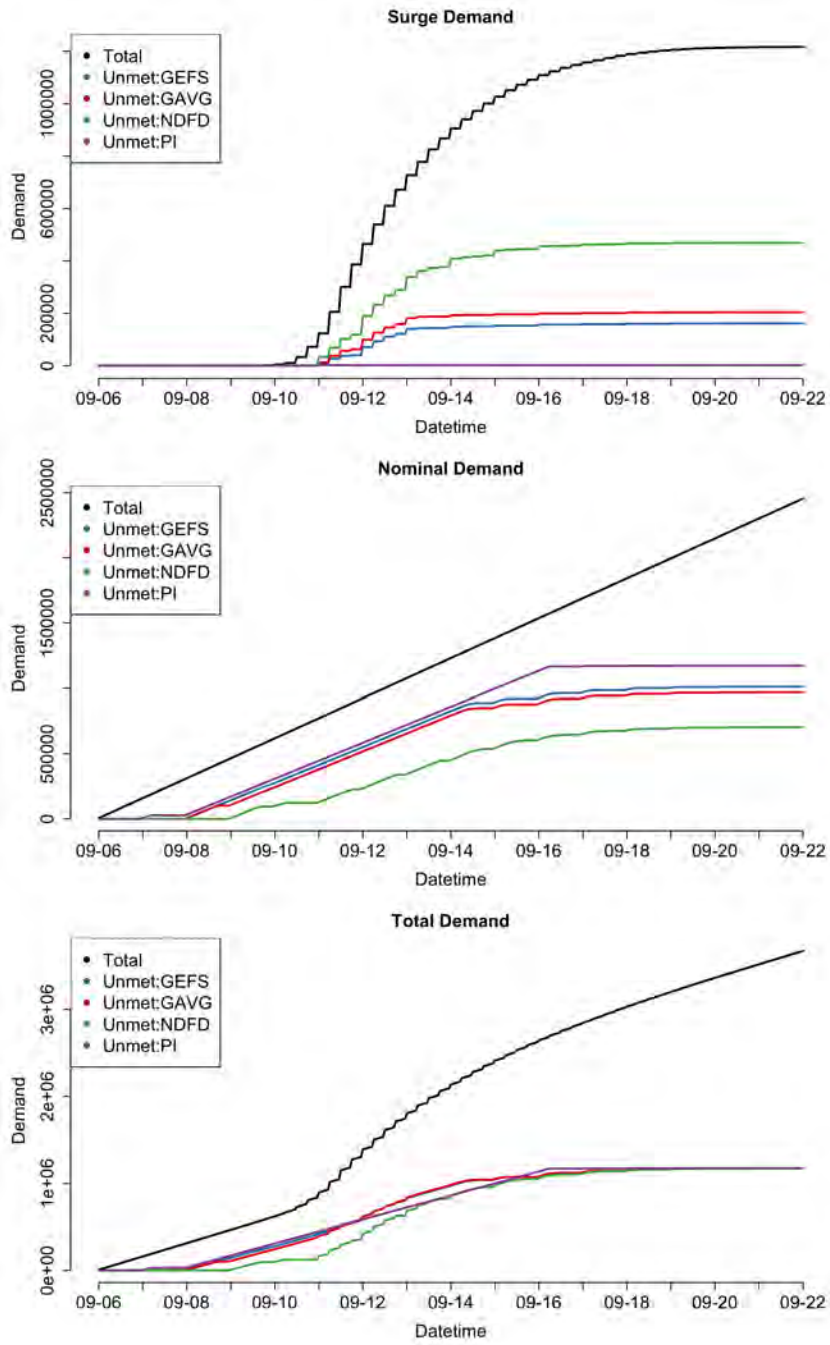 Surge Demand
Total
Unmet:GEFS
Unmet:GAVG
Unmet:NDFD
Unmet:PI
Demand
0
200000
600000
1000000
09-06
09-08
09-10
09-12
09-14
09-16
09-18
09-20
09-22
Datetime
Nominal Demand
Total
Unmet:GEFS
Unmet:GAVG
Unmet:NDFD
Unmet:PI
Demand
0
500000
1500000
2500000
09-06
09-08
09-10
09-12
09-14
09-16
09-18
09-20
09-22
Datetime
Total Demand
Total
Unmet:GEFS
Unmet:GAVG
Unmet:NDFD
Unmet:PI
Demand
0e+00
1e+06
2e+06
3e+06
09-06
09-08
09-10
09-12
09-14
09-16
09-18
09-20
09-22
Datetime